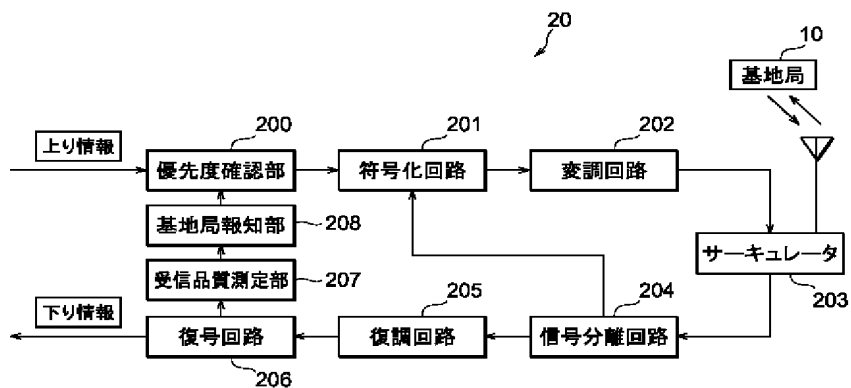 20
10
基地局
上り情報
200
優先度確認部
201
符号化回路
202
変調回路
基地局報知部
208
サーキュレータ
203
受信品質測定部
207
下り情報
復号回路
206
205
復調回路
204
信号分離回路